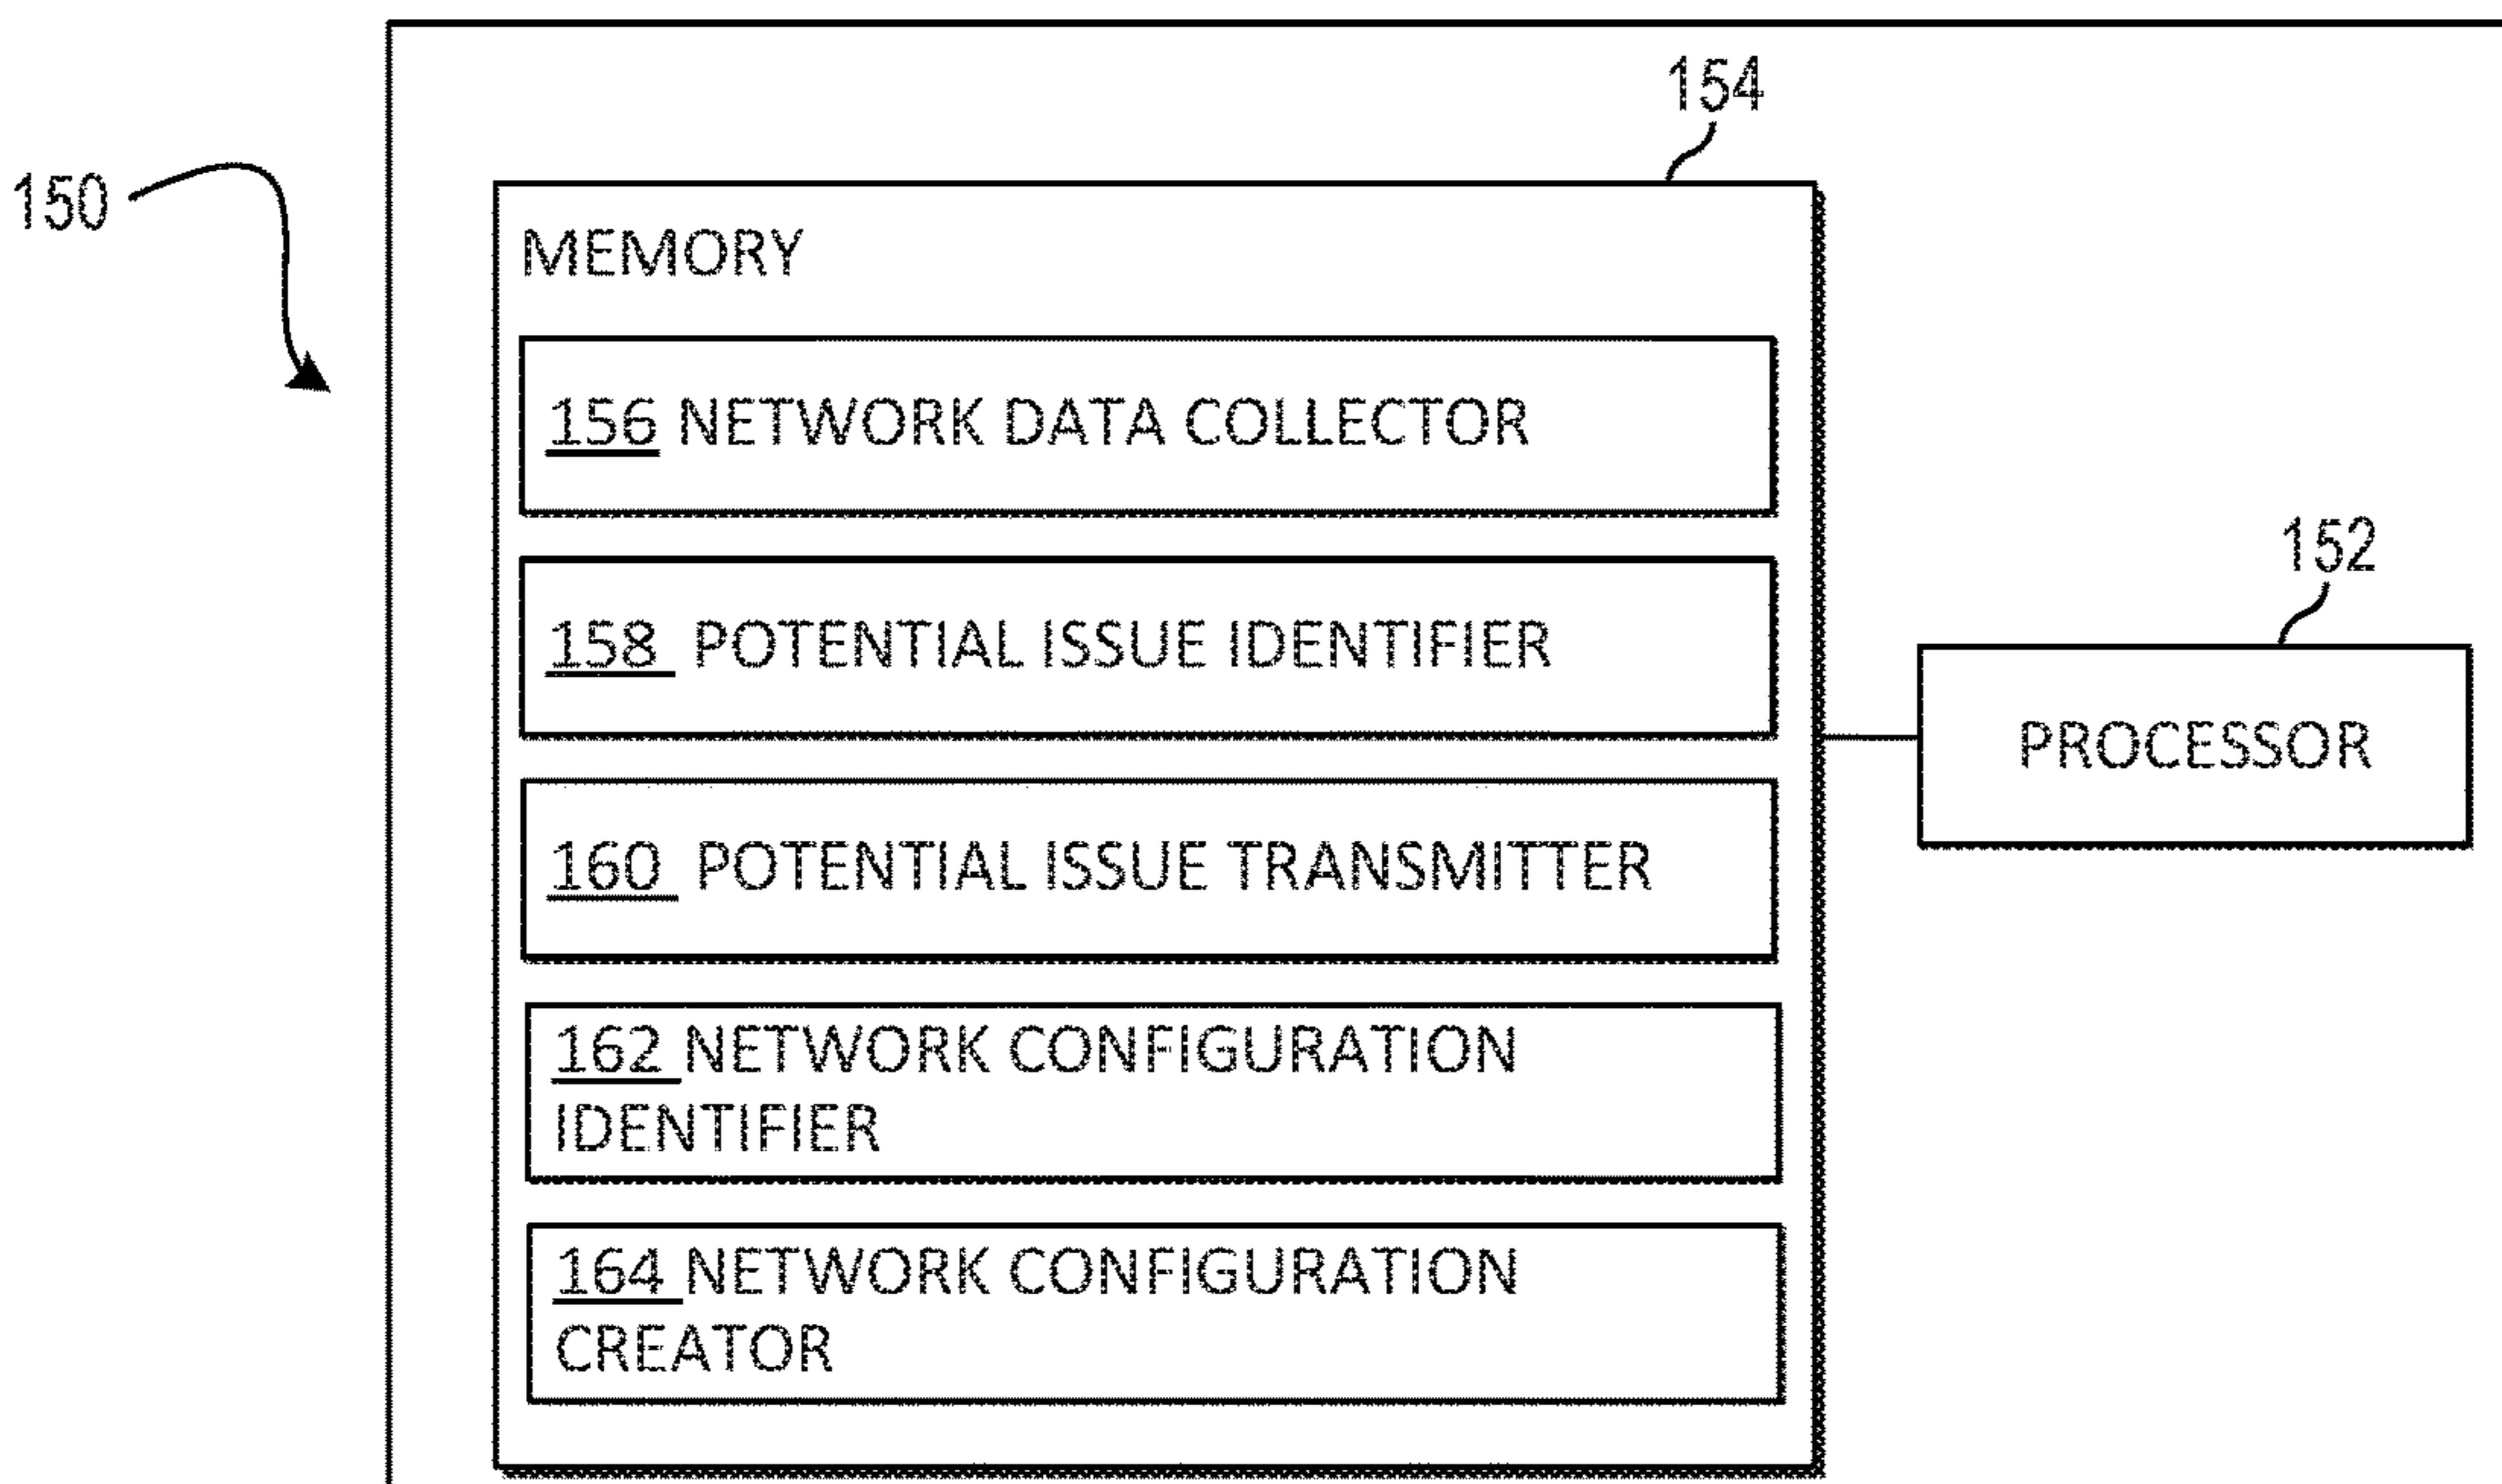 154
150
MEMORY
156 NETWORK DATA COLLECTOR
152
158 POTENTIAL ISSUE IDENTIFIER
PROCESSOR
160 POTENTIAL ISSUE TRANSMITTER
162 NETWORK CONFIGURATION
IDENTIFIER
164 NETWORK CONFIGURATION
CREATOR